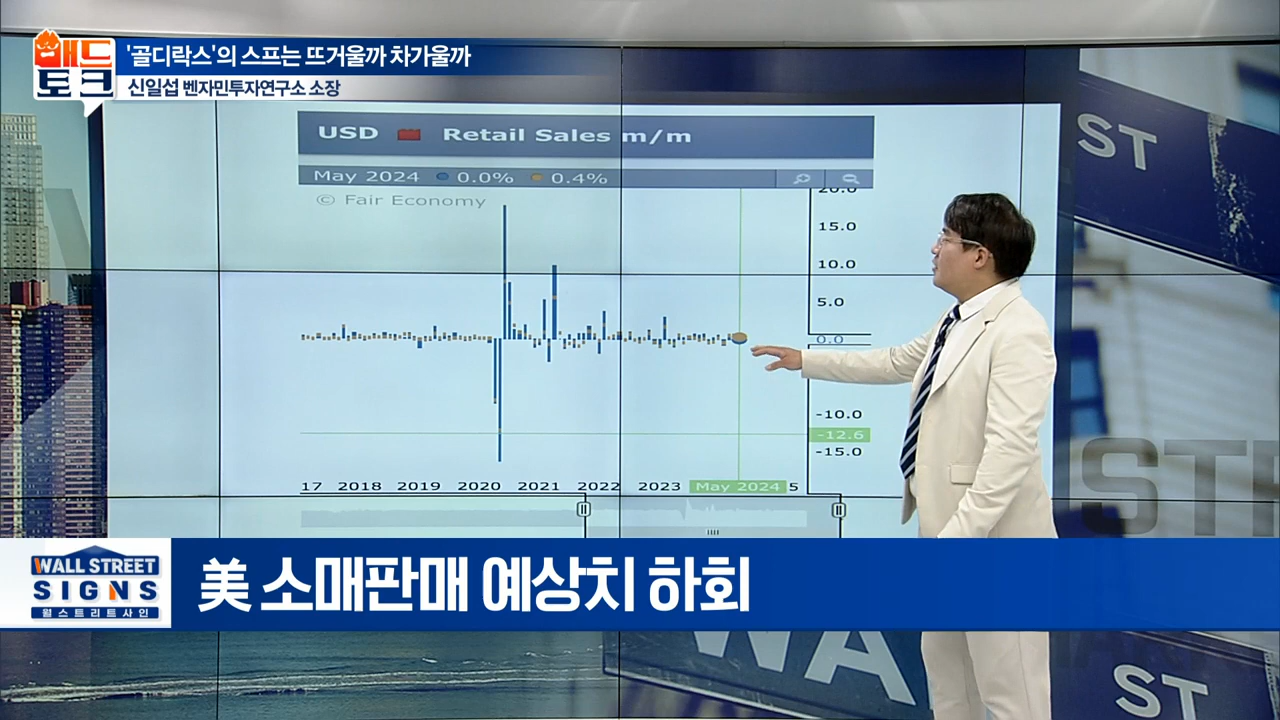 배드
토크
'골디락스'의 스프는 뜨거울까 차가울까
신일섭 벤자민투자연구소 소장
USD Retail Sales m/m
May 2024 0.0% 0.4%
© Fair Economy
20.0
15.0
10.0
5.0
0.0
-10.0
-12.6
-15.0
17 2018 2019 2020 2021 2022 2023 May 2024 5
ST
STR
WALL STREET
SIGNS
월스트리트사인
美 소매판매 예상치 하회
WA
ST